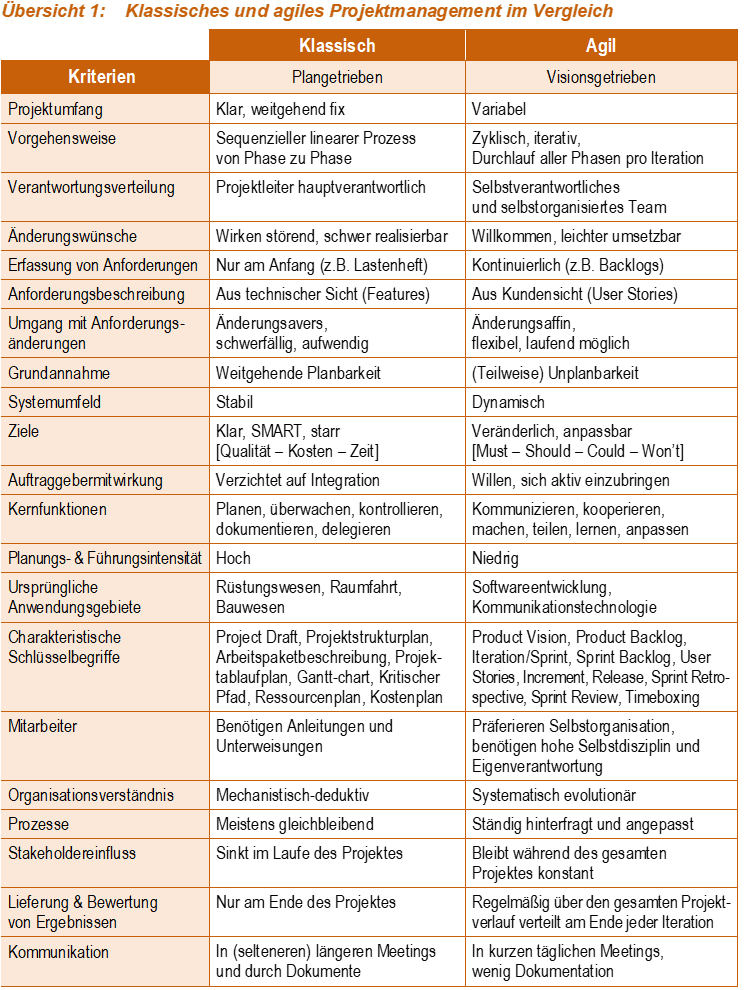 Übersicht 1: Klassisches und agiles Projektmanagement im Vergleich
Klassisch Agil
Kriterien Plangetrieben Visionsgetrieben
Projektumfang Klar, weitgehend fix Variabel
Vorgehensweise Sequenzieller linearer Prozess Zyklisch, iterativ,
von Phase zu Phase Durchlauf aller Phasen pro Iteration
Verantwortungsverteilung Projektleiter hauptverantwortlich Selbstverantwortliches
und selbstorganisiertes Team
Änderungswünsche Wirken störend, schwer realisierbar Willkommen, leichter umsetzbar
Erfassung von Anforderungen Nur am Anfang (z.B. Lastenheft) Kontinuierlich (z.B. Backlogs)
Anforderungsbeschreibung Aus technischer Sicht (Features) Aus Kundensicht (User Stories)
Umgang mit Anforderungs- Änderungsavers, Änderungsaffin,
änderungen schwerfällig, aufwendig flexibel, laufend möglich
Grundannahme Weitgehende Planbarkeit (Teilweise) Unplanbarkeit
Systemumfeld Stabil Dynamisch
Ziele Klar, SMART, starr Veränderlich, anpassbar
[Qualität – Kosten – Zeit] [Must – Should – Could – Won’t]
Auftraggebermitwirkung Verzichtet auf Integration Willen, sich aktiv einzubringen
Kernfunktionen Planen, überwachen, kontrollieren, Kommunizieren, kooperieren,
dokumentieren, delegieren machen, teilen, lernen, anpassen
Planungs- & Führungsintensität Hoch Niedrig
Ursprüngliche Rüstungswesen, Raumfahrt, Softwareentwicklung,
Anwendungsgebiete Bauwesen Kommunikationstechnologie
Charakteristische Project Draft, Projektstrukturplan, Product Vision, Product Backlog,
Schlüsselbegriffe Arbeitspaketbeschreibung, Projek- Iteration/Sprint, Sprint Backlog, User
tablaufplan, Gantt-chart, Kritischer Stories, Increment, Release, Sprint Retro-
Pfad, Ressourcenplan, Kostenplan spective, Sprint Review, Timeboxing
Mitarbeiter Benötigen Anleitungen und Präferieren Selbstorganisation,
Unterweisungen benötigen hohe Selbstdisziplin und
Eigenverantwortung
Organisationsverständnis Mechanistisch-deduktiv Systematisch evolutionär
Prozesse Meistens gleichbleibend Ständig hinterfragt und angepasst
Stakeholdereinfluss Sinkt im Laufe des Projektes Bleibt während des gesamten
Projektes konstant
Lieferung & Bewertung Nur am Ende des Projektes Regelmäßig über den gesamten Projekt-
von Ergebnissen verlauf verteilt am Ende jeder Iteration
Kommunikation In (selteneren) längeren Meetings In kurzen täglichen Meetings,
und durch Dokumente wenig Dokumentation